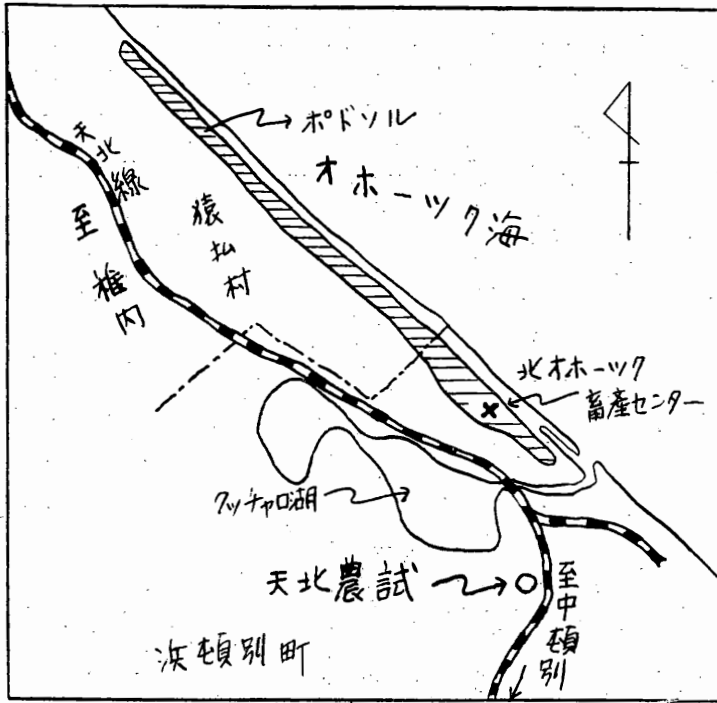 ポドソル
オホーツク海
天北線
至稚内
猿払村
北オホーツク
畜産センター
クッチャロ湖
天北農試
至中頓別
浜頓別町